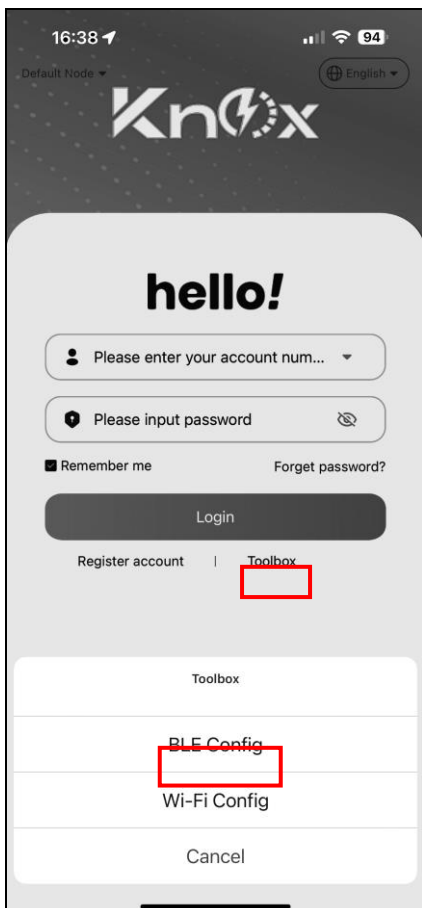 16:38 94
Default Node English
Knox
hello!
Please enter your account num...
Please input password
Remember me Forget password?
Login
Register account | Toolbox
Toolbox
BLE Config
Wi-Fi Config
Cancel